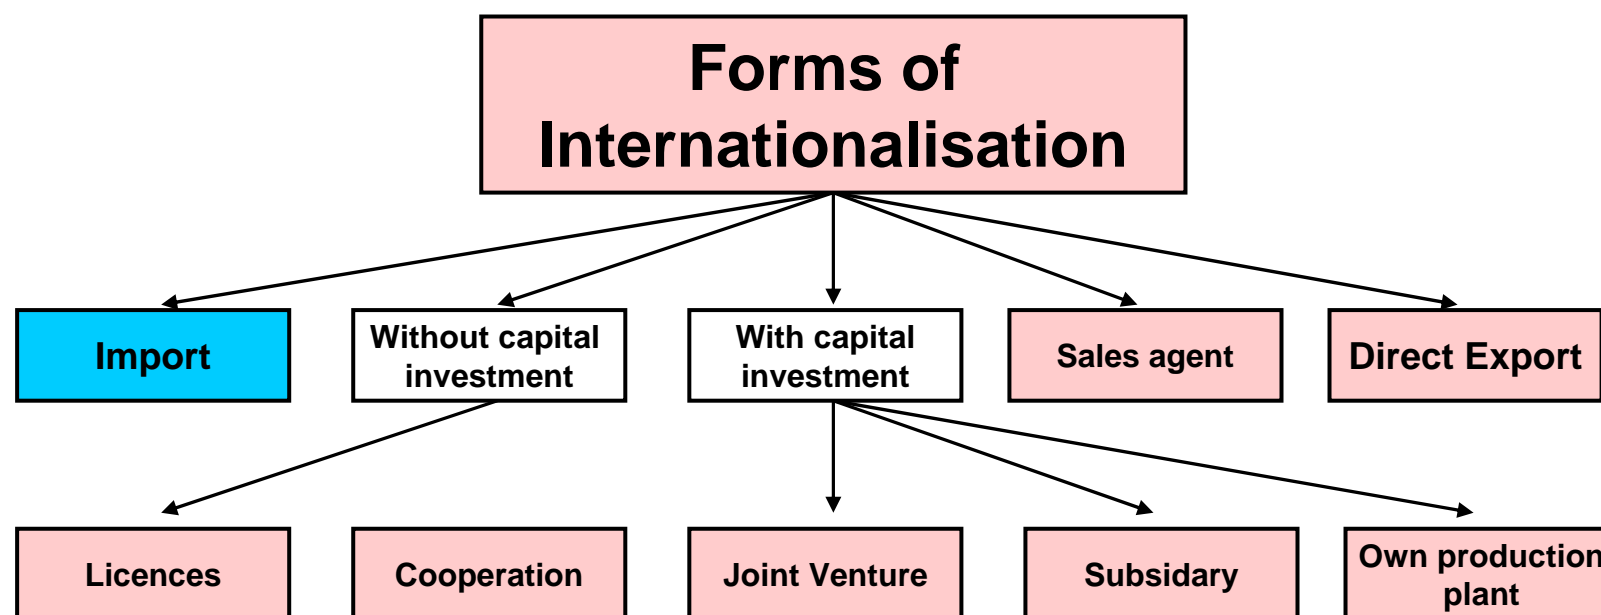 Forms of
Internationalisation
Import
Without capital
investment
With capital
investment
Sales agent
Direct Export
Licences
Cooperation
Joint Venture
Subsidary
Own production
plant